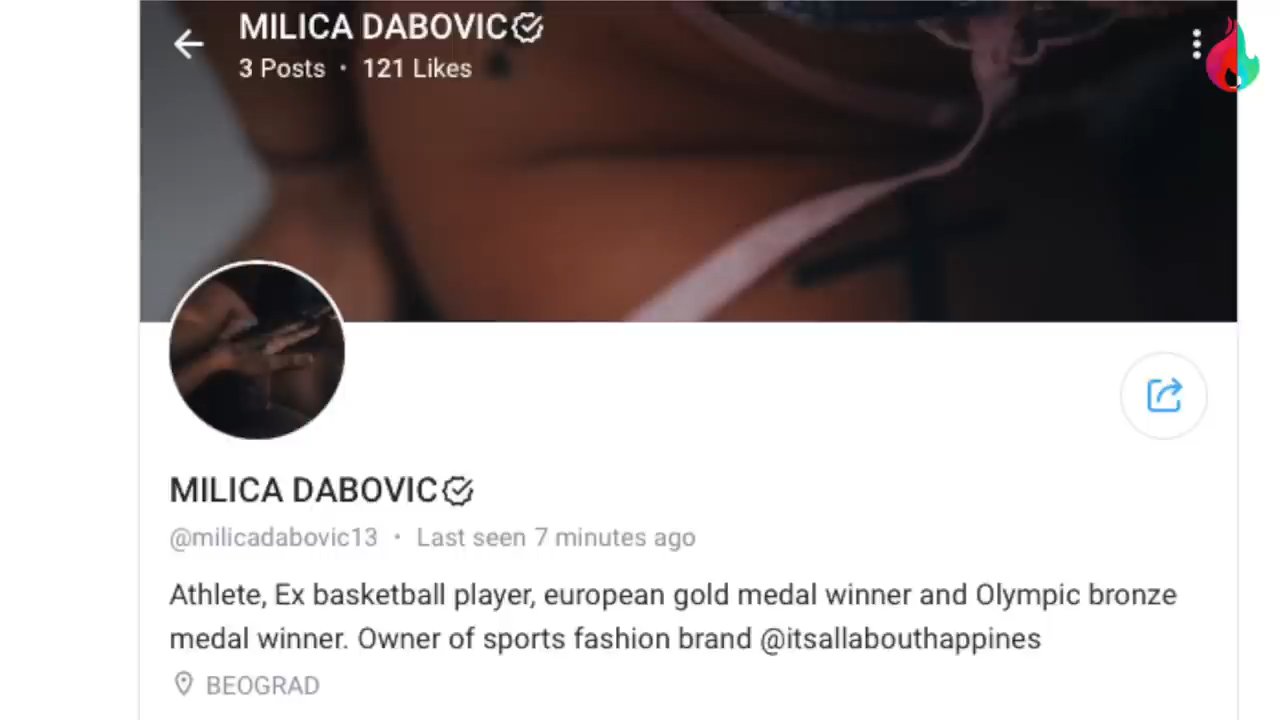 MILICA DABOVIC
3 Posts · 121 Likes
MILICA DABOVIC
@milicadabovic13 · Last seen 7 minutes ago
Athlete, Ex basketball player, european gold medal winner and Olympic bronze
medal winner. Owner of sports fashion brand @itsallabouthappines
BEOGRAD